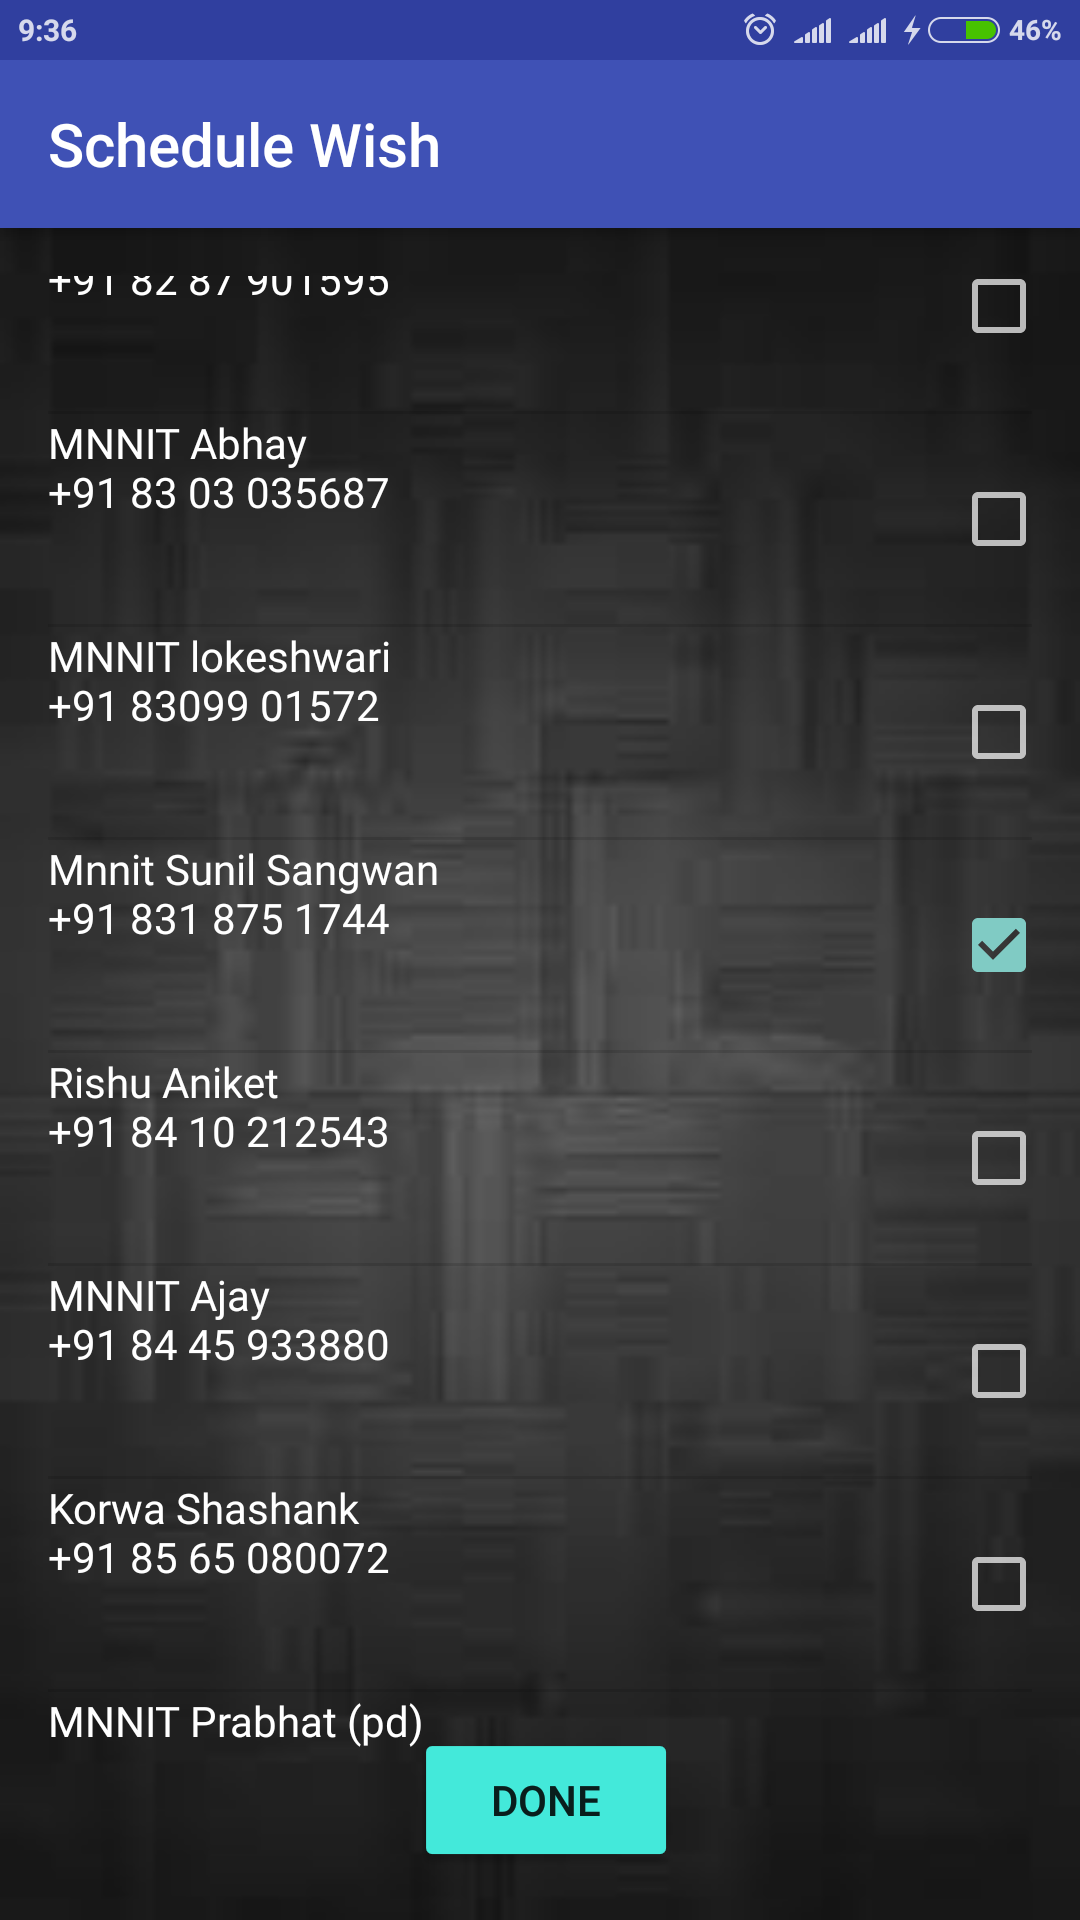 9:36
46%
Schedule Wish
+91 82 87 901595
MNNIT Abhay
+91 83 03 035687
MNNIT lokeshwari
+91 83099 01572
Mnnit Sunil Sangwan
+91 831 875 1744
Rishu Aniket
+91 84 10 212543
MNNIT Ajay
+91 84 45 933880
Korwa Shashank
+91 85 65 080072
MNNIT Prabhat (pd)
DONE